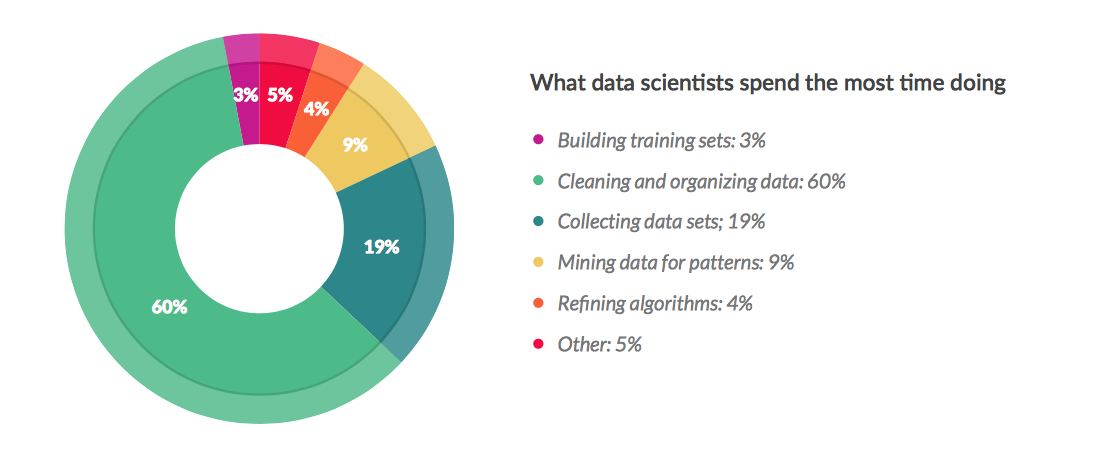 3% 5%
4%
9%
19%
60%
What data scientists spend the most time doing
Building training sets: 3%
Cleaning and organizing data: 60%
Collecting data sets; 19%
Mining data for patterns: 9%
Refining algorithms: 4%
Other: 5%